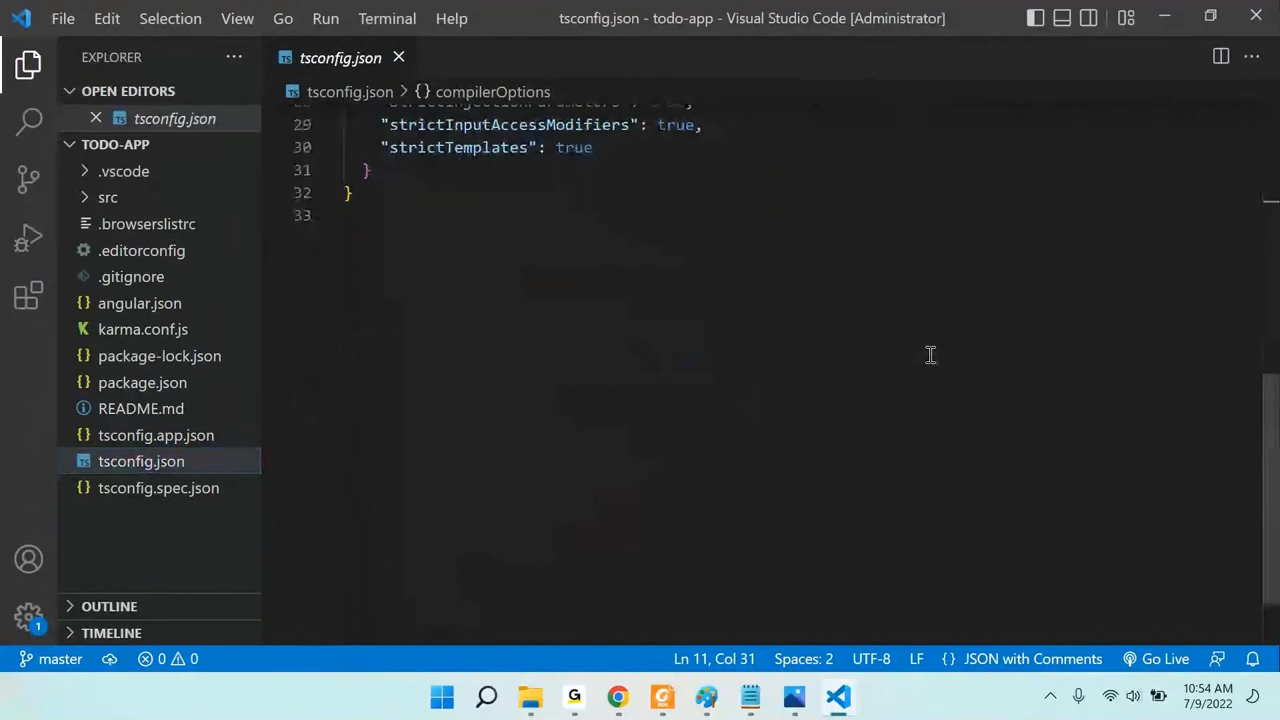 File Edit Selection View Go Run Terminal Help
tsconfig.json - todo-app - Visual Studio Code [Administrator]
EXPLORER
tsconfig.json
OPEN EDITORS
tsconfig.json > {} compilerOptions
tsconfig.json
29 "strictInputAccessModifiers": true,
TODO-APP
30 "strictTemplates": true
.vscode
31 }
src
32 }
33
.browserslistrc
.editorconfig
.gitignore
{} angular.json
K karma.conf.js
{} package-lock.json
{} package.json
README.md
{} tsconfig.app.json
TS tsconfig.json
{} tsconfig.spec.json
OUTLINE
TIMELINE
1
master
0 0
Ln 11, Col 31 Spaces: 2 UTF-8 LF {} JSON with Comments Go Live
10:54 AM
7/9/2022